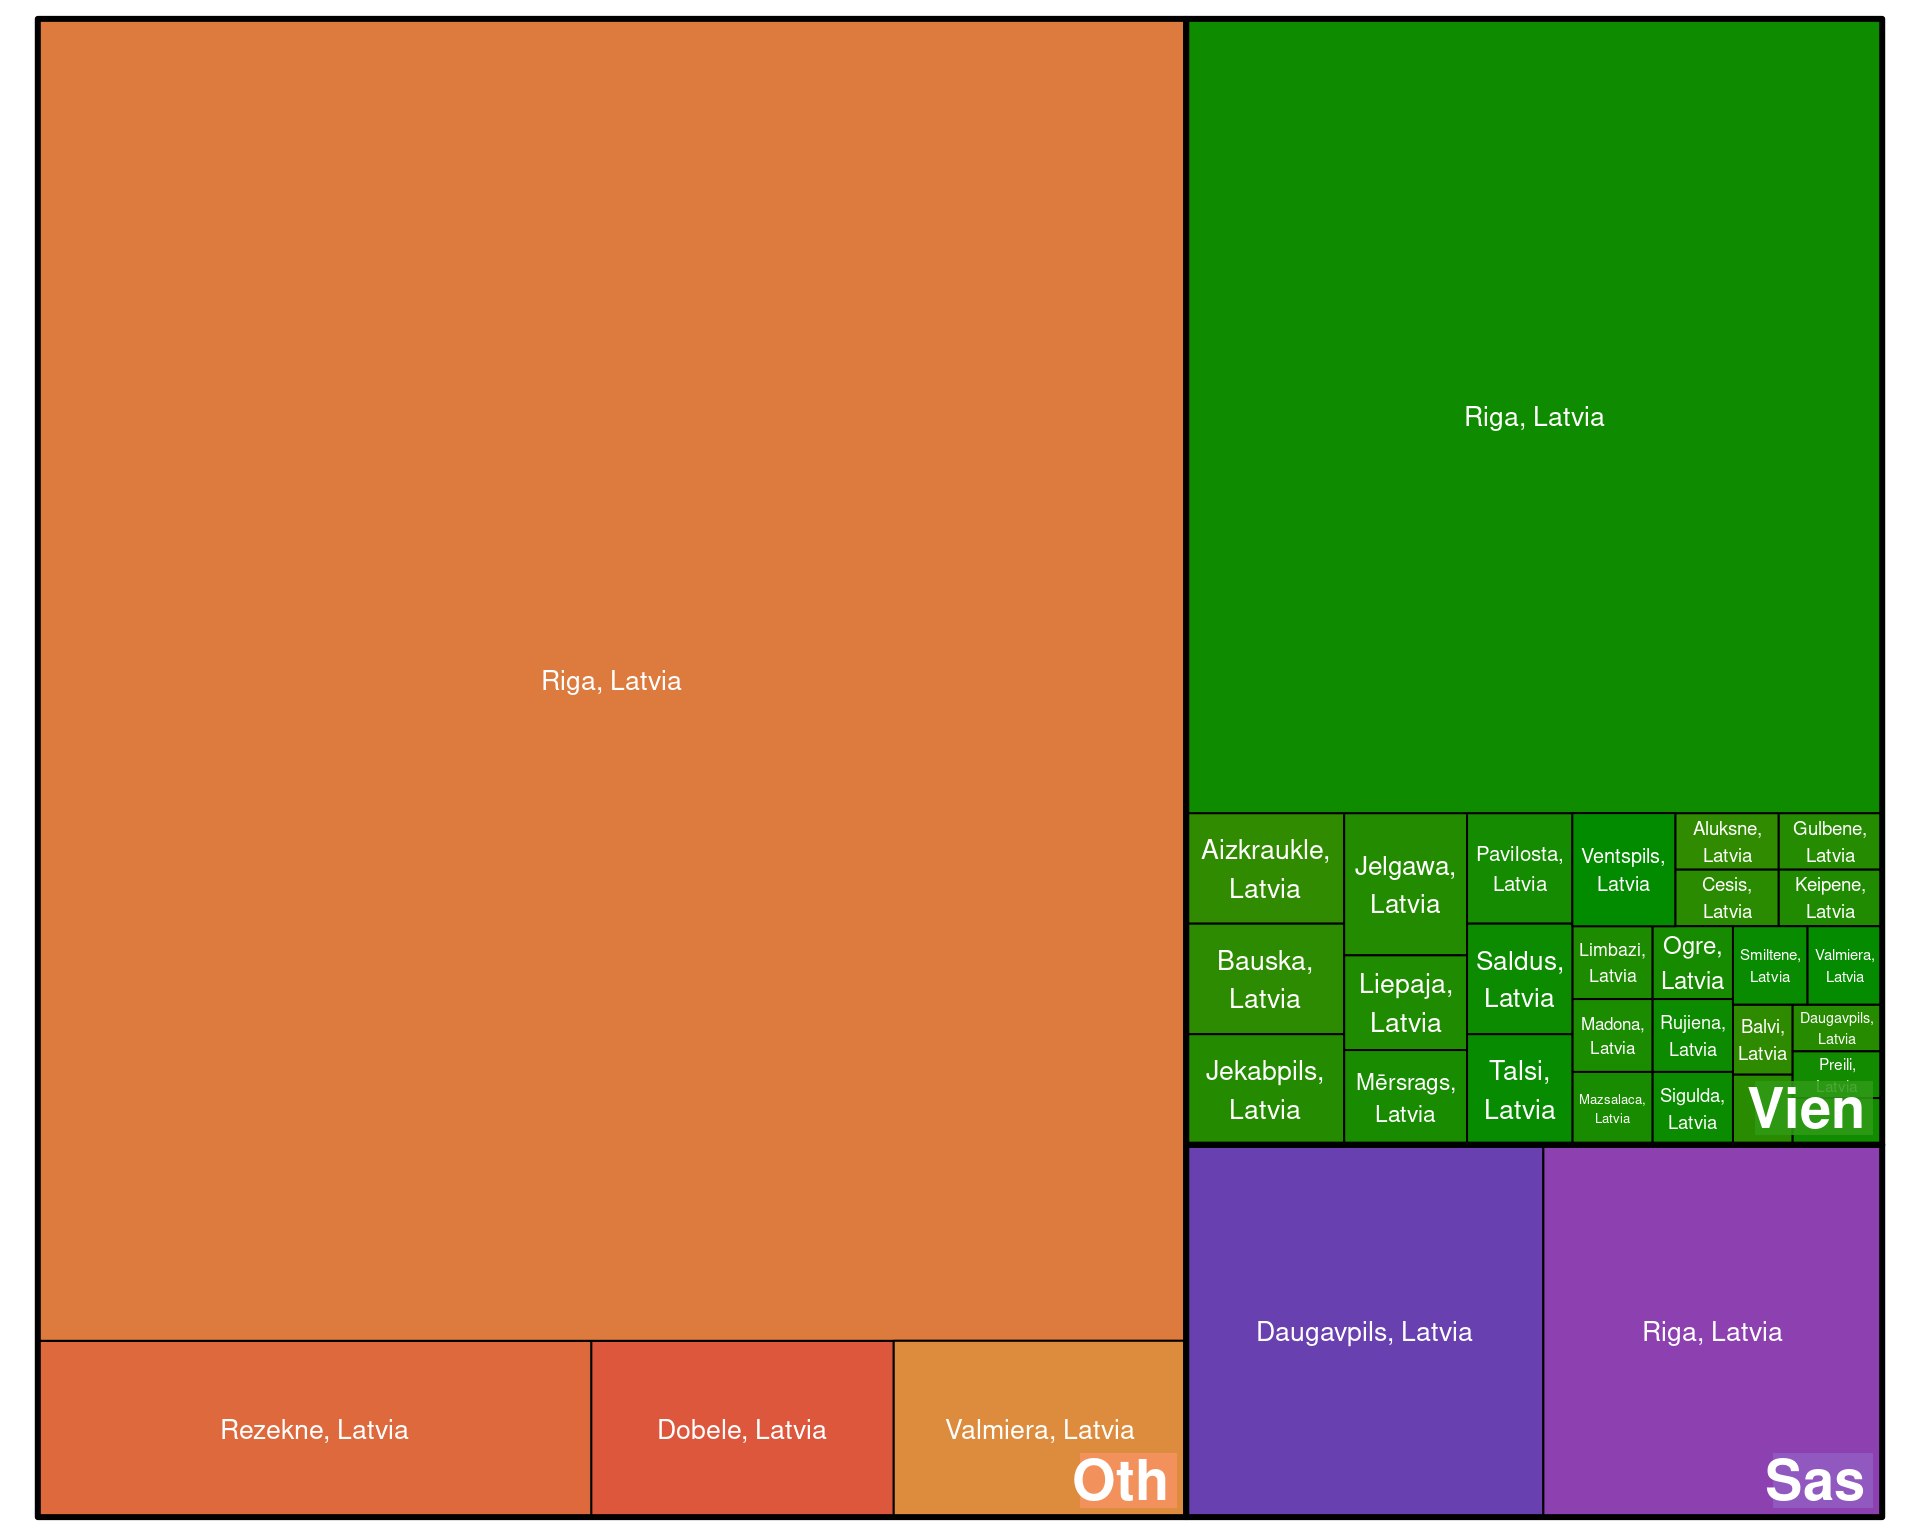 Riga, Latvia
Rezekne, Latvia
Dobele, Latvia
Valmiera, Latvia
Oth
Riga, Latvia
Aizkraukle,
Latvia
Bauska,
Latvia
Jekabpils,
Latvia
Jelgawa,
Latvia
Liepaja,
Latvia
Mērsrags,
Latvia
Pavilosta,
Latvia
Saldus,
Latvia
Talsi,
Latvia
Ventspils,
Latvia
Aluksne,
Latvia
Gulbene,
Latvia
Cesis,
Latvia
Keipene,
Latvia
Limbazi,
Latvia
Madona,
Latvia
Mazsalaca,
Latvia
Ogre,
Latvia
Rujiena,
Latvia
Sigulda,
Latvia
Smiltene,
Latvia
Valmiera,
Latvia
Balvi,
Latvia
Daugavpils,
Latvia
Preili,
Latvia
Vien
Daugavpils, Latvia
Riga, Latvia
Sas